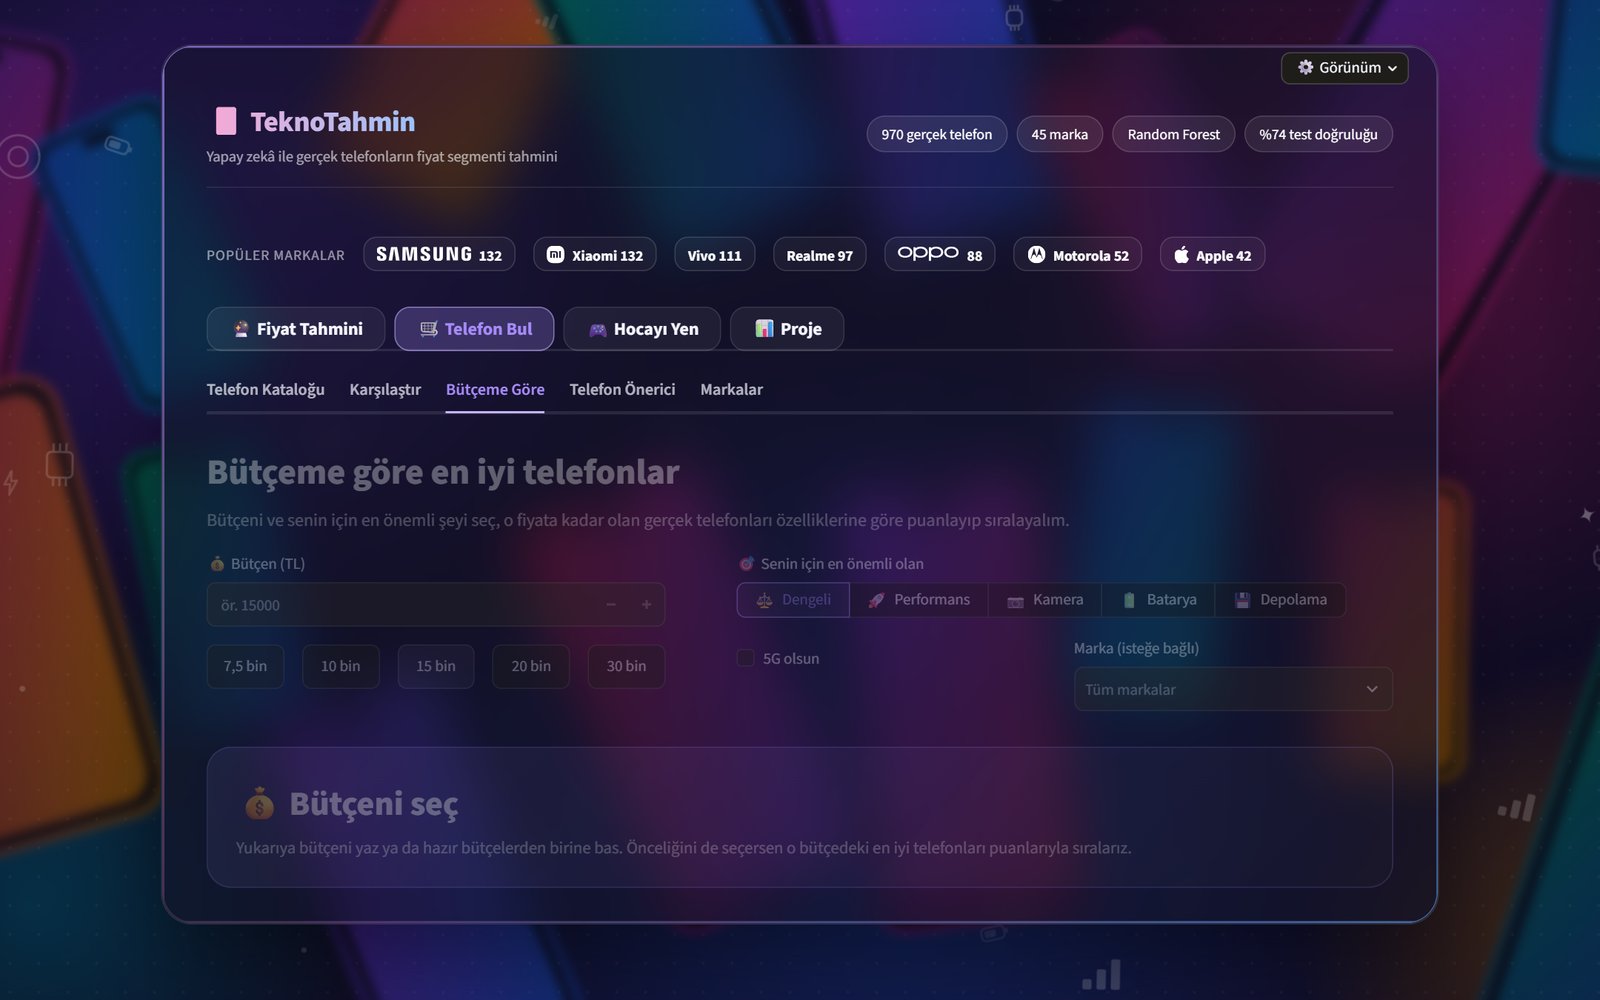 Görünüm
TeknoTahmin
Yapay zekâ ile gerçek telefonların fiyat segmenti tahmini
970 gerçek telefon
45 marka
Random Forest
%74 test doğruluğu
POPÜLER MARKALAR
SAMSUNG 132
Xiaomi 132
Vivo 111
Realme 97
oppo 88
Motorola 52
Apple 42
Fiyat Tahmini
Telefon Bul
Hocayı Yen
Proje
Telefon Kataloğu
Karşılaştır
Bütçeme Göre
Telefon Önerici
Markalar
Bütçeme göre en iyi telefonlar
Bütçeni ve senin için en önemli şeyi seç, o fiyata kadar olan gerçek telefonları özelliklerine göre puanlayıp sıralayalım.
Bütçen (TL)
ör. 15000
7,5 bin
10 bin
15 bin
20 bin
30 bin
Senin için en önemli olan
Dengeli
Performans
Kamera
Batarya
Depolama
5G olsun
Marka (isteğe bağlı)
Tüm markalar
Bütçeni seç
Yukarıya bütçeni yaz ya da hazır bütçelerden birine bas. Önceliğini de seçersen o bütçedeki en iyi telefonları puanlarıyla sıralarız.